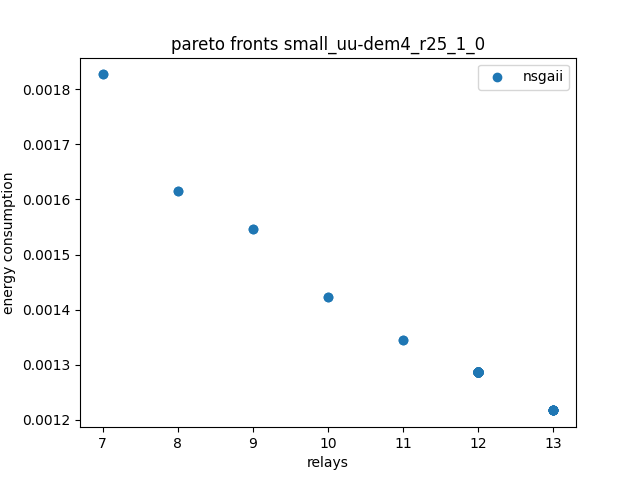 pareto fronts small_uu-dem4_r25_1_0
nsgaii
energy consumption
0.0018
0.0017
0.0016
0.0015
0.0014
0.0013
0.0012
7 8 9 10 11 12 13
relays